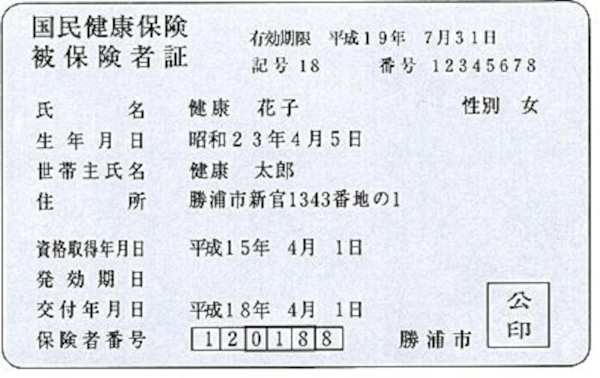 国民健康保険
被保険者証
有効期限 平成19年 7月31日
記号 18 番号 12345678
氏名 健康 花子 性別 女
生年月日 昭和23年4月5日
世帯主氏名 健康 太郎
住所 勝浦市新官1343番地の1
資格取得年月日 平成15年 4月 1日
発効期日
交付年月日 平成18年 4月 1日
保険者番号 120188 勝浦市 公印